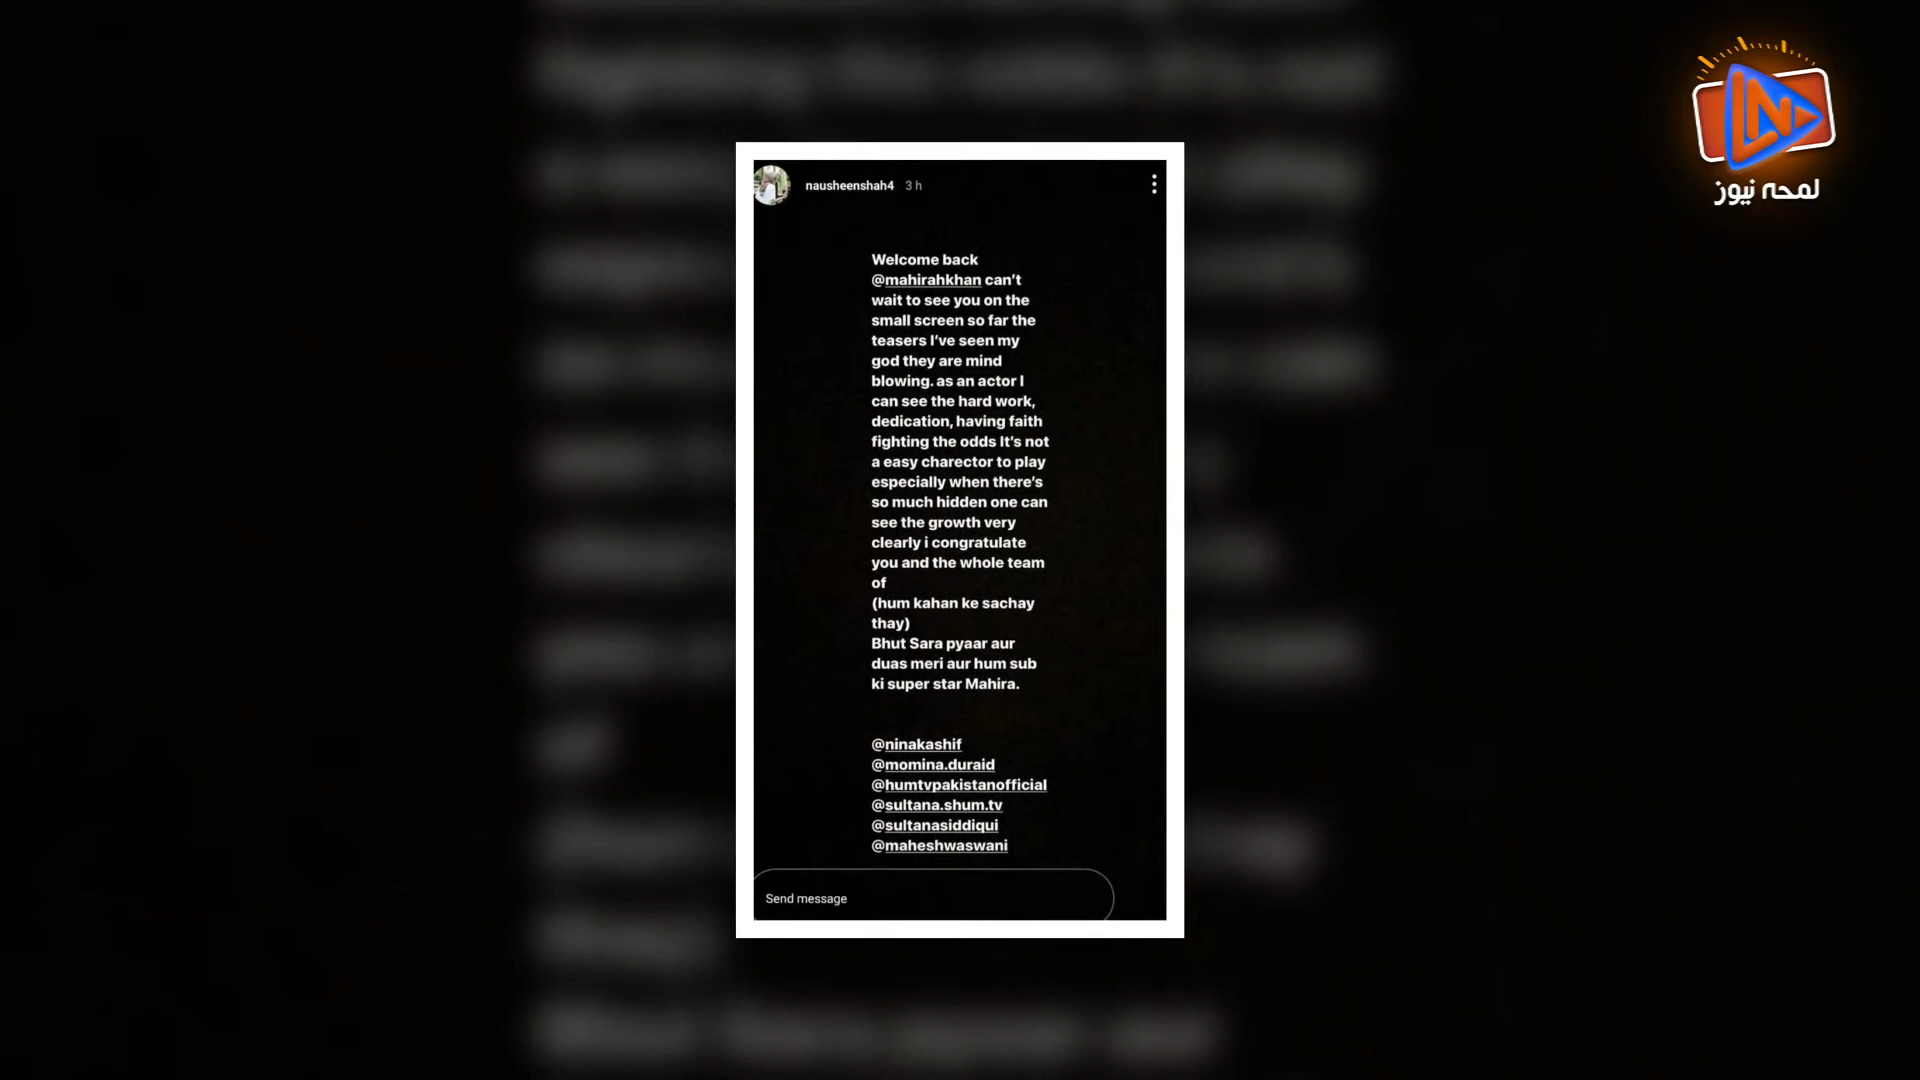 nausheenshah4 3 h
Welcome back
@mahirahkhan can’t
wait to see you on the
small screen so far the
teasers I’ve seen my
god they are mind
blowing. as an actor I
can see the hard work,
dedication, having faith
fighting the odds It’s not
a easy charector to play
especially when there’s
so much hidden one can
see the growth very
clearly i congratulate
you and the whole team
of
(hum kahan ke sachay
thay)
Bhut Sara pyaar aur
duas meri aur hum sub
ki super star Mahira.
@ninakashif
@momina.duraid
@humtvpakistanofficial
@sultana.shum.tv
@sultanasiddiqui
@maheshwaswani
Send message
LN
لمحہ نیوز